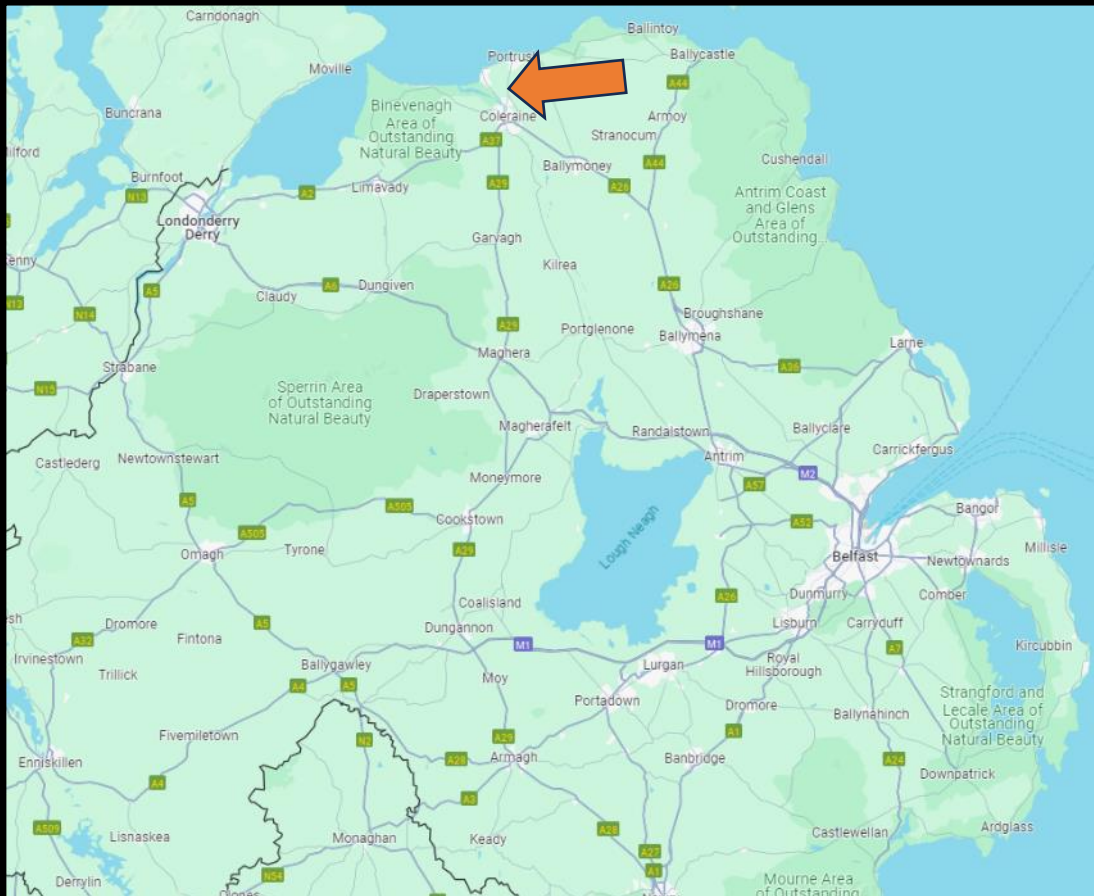 Carndonagh
Ballintoy
Portrus
Ballycastle
Moville
A44
Buncrana
Binevenagh
Area of
Outstanding
Natural Beauty
Coleraine
Armoy
A37
Stranocum
Milford
Cushendall
Burnfoot
Ballymoney
A44
N13
A2
Limavady
A29
A26
Antrim Coast
and Glens
Area of
Outstanding...
Londonderry
Derry
Garvagh
enny
Kilrea
A5
Claudy
A6
Dungiven
A26
N13
N14
Broughshane
A29
Portglenone
Ballymena
Larne
Strabane
Maghera
A36
N15
Sperrin Area
of Outstanding
Natural Beauty
Draperstown
Magherafelt
Randalstown
Ballyclare
Carrickfergus
Castlederg
Newtownstewart
Antrim
Moneymore
M2
A57
A5
A505
Cookstown
Bangor
A505
A52
Lough Neagh
Omagh
Tyrone
A29
Belfast
Millisle
Newtownards
Dunmurry
Comber
A26
Coalisland
Lisburn
Carryduff
Dromore
A5
Dungannon
A32
Fintona
M1
M1
A7
Kircubbin
Irvinestown
Ballygawley
Lurgan
Royal
Hillsborough
Trillick
A4
A5
Moy
Portadown
Dromore
Ballynahinch
Strangford and
Lecale Area of
Outstanding
Natural Beauty
Fivemiletown
N2
A29
A1
A28
Armagh
Banbridge
Enniskillen
A24
Downpatrick
A4
A3
A509
A28
Castlewellan
Ardglass
Lisnaskea
Monaghan
Keady
A27
A1
Derrylin
N54
Mourne Area
of Outstanding